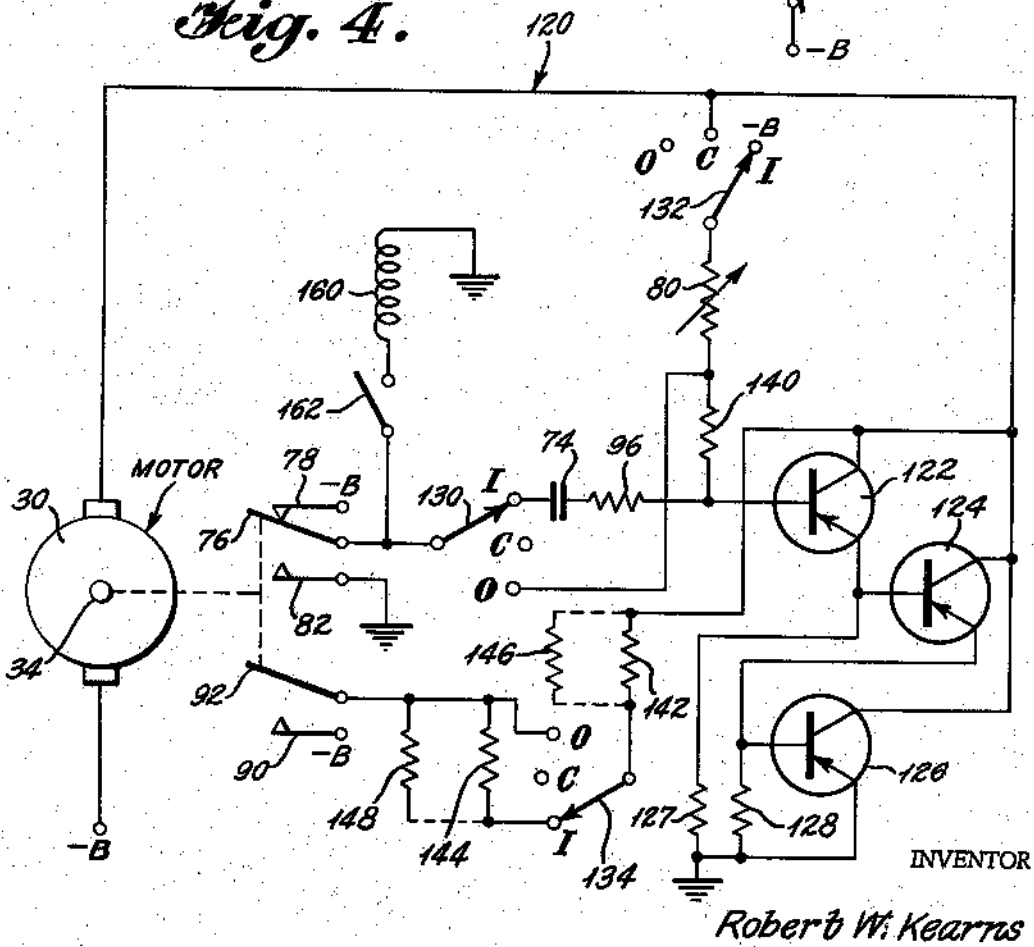 Fig. 4.
120
-B
-B
O C I
132
160
80
162
140
MOTOR
78
-B
I
74
96
122
30
130
124
76
C
O
82
34
146
142
92
O
90
-B
C
126
148
I
127
128
144
134
-B
INVENTOR
Robert W. Kearns